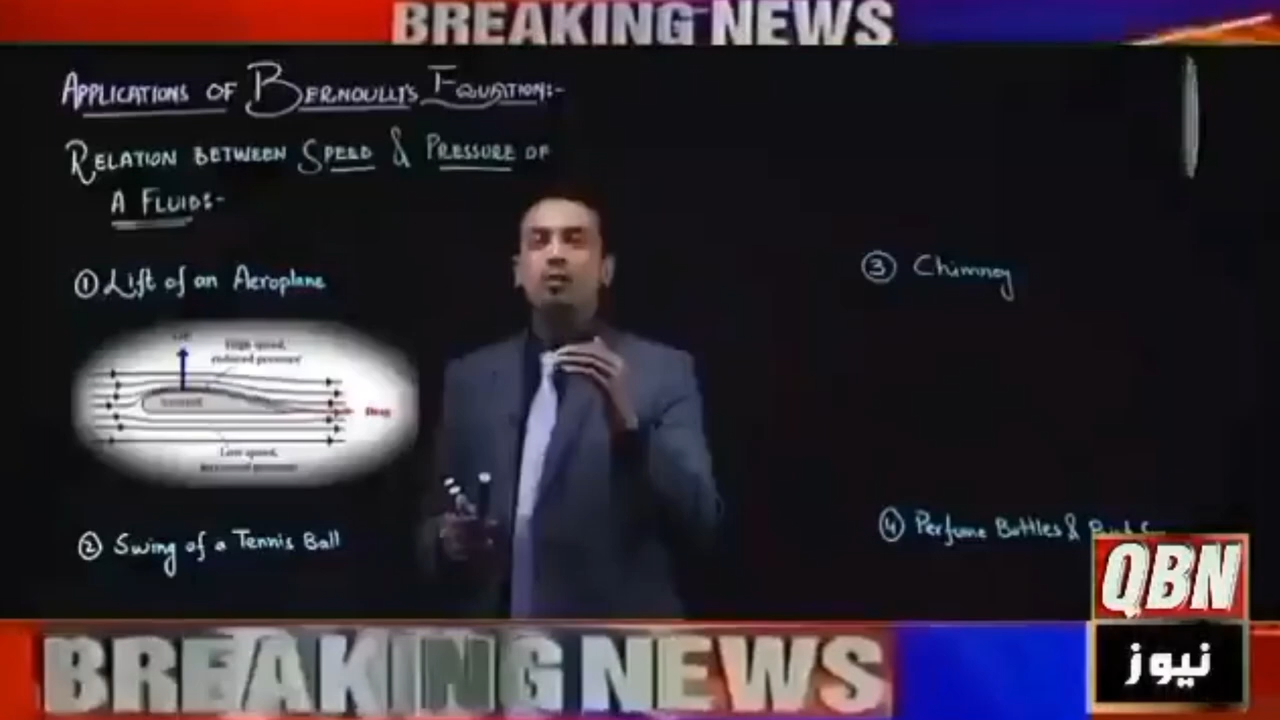 BREAKING NEWS
APPLICATIONS OF BERNOULLI'S EQUATION:-
RELATION BETWEEN SPEED & PRESSURE OF
A FLUID:-
① Lift of an Aeroplane
High speed,
reduced pressure
Drag
Low speed,
increased pressure
② Swing of a Tennis Ball
③ Chimney
④ Perfume Bottles &
QBN
نیوز
BREAKING NEWS